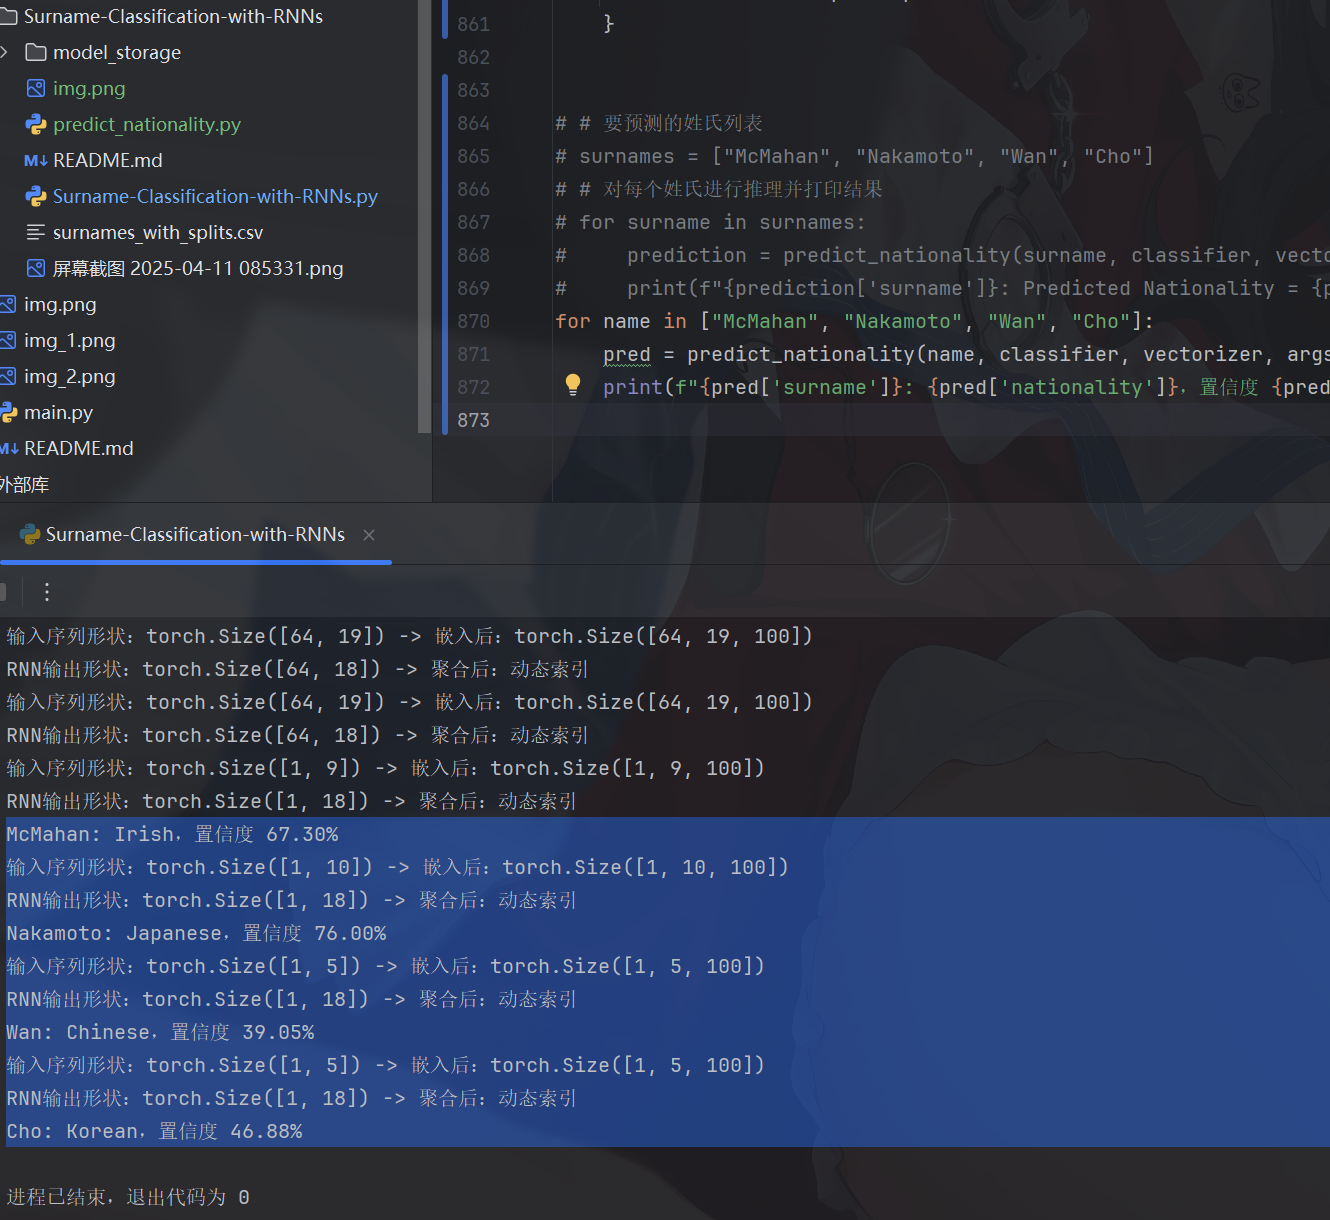 Surname-Classification-with-RNNs
model_storage
img.png
predict_nationality.py
README.md
Surname-Classification-with-RNNs.py
surnames_with_splits.csv
屏幕截图 2025-04-11 085331.png
img.png
img_1.png
img_2.png
main.py
README.md
外部库
861 }
862
863
864 # # 要预测的姓氏列表
865 # surnames = ["McMahan", "Nakamoto", "Wan", "Cho"]
866 # # 对每个姓氏进行推理并打印结果
867 # for surname in surnames:
868 #     prediction = predict_nationality(surname, classifier, vecto
869 #     print(f"{prediction['surname']}: Predicted Nationality = {p
870 for name in ["McMahan", "Nakamoto", "Wan", "Cho"]:
871     pred = predict_nationality(name, classifier, vectorizer, args
872     print(f"{pred['surname']}: {pred['nationality']}，置信度 {pred
873
Surname-Classification-with-RNNs
输入序列形状：torch.Size([64, 19]) -> 嵌入后：torch.Size([64, 19, 100])
RNN输出形状：torch.Size([64, 18]) -> 聚合后：动态索引
输入序列形状：torch.Size([64, 19]) -> 嵌入后：torch.Size([64, 19, 100])
RNN输出形状：torch.Size([64, 18]) -> 聚合后：动态索引
输入序列形状：torch.Size([1, 9]) -> 嵌入后：torch.Size([1, 9, 100])
RNN输出形状：torch.Size([1, 18]) -> 聚合后：动态索引
McMahan: Irish，置信度 67.30%
输入序列形状：torch.Size([1, 10]) -> 嵌入后：torch.Size([1, 10, 100])
RNN输出形状：torch.Size([1, 18]) -> 聚合后：动态索引
Nakamoto: Japanese，置信度 76.00%
输入序列形状：torch.Size([1, 5]) -> 嵌入后：torch.Size([1, 5, 100])
RNN输出形状：torch.Size([1, 18]) -> 聚合后：动态索引
Wan: Chinese，置信度 39.05%
输入序列形状：torch.Size([1, 5]) -> 嵌入后：torch.Size([1, 5, 100])
RNN输出形状：torch.Size([1, 18]) -> 聚合后：动态索引
Cho: Korean，置信度 46.88%
进程已结束，退出代码为 0